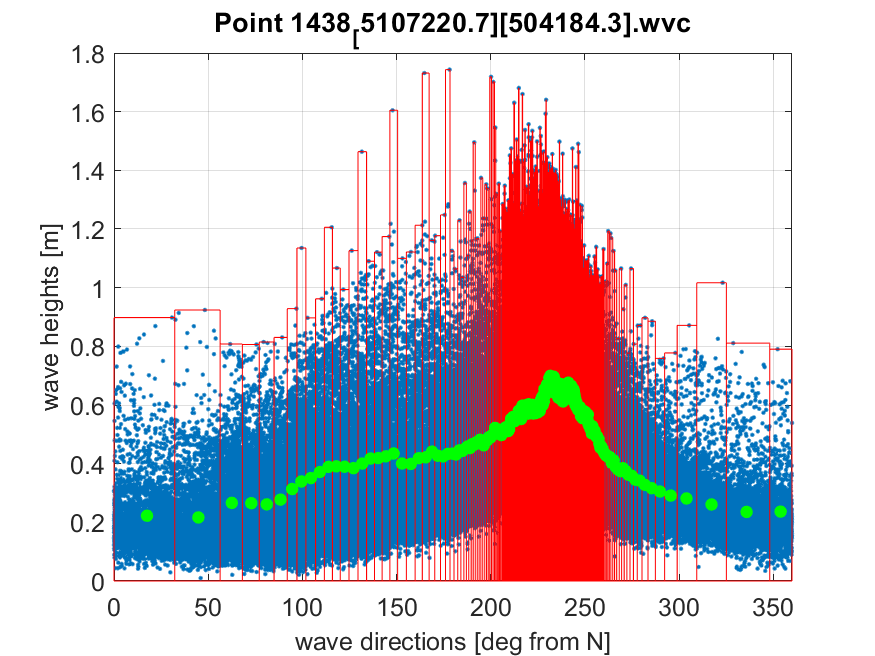 Point 1438[5107220.7][504184.3].wvc
1.8
1.6
1.4
1.2
1
0.8
0.6
0.4
0.2
0
wave heights [m]
0 50 100 150 200 250 300 350
wave directions [deg from N]